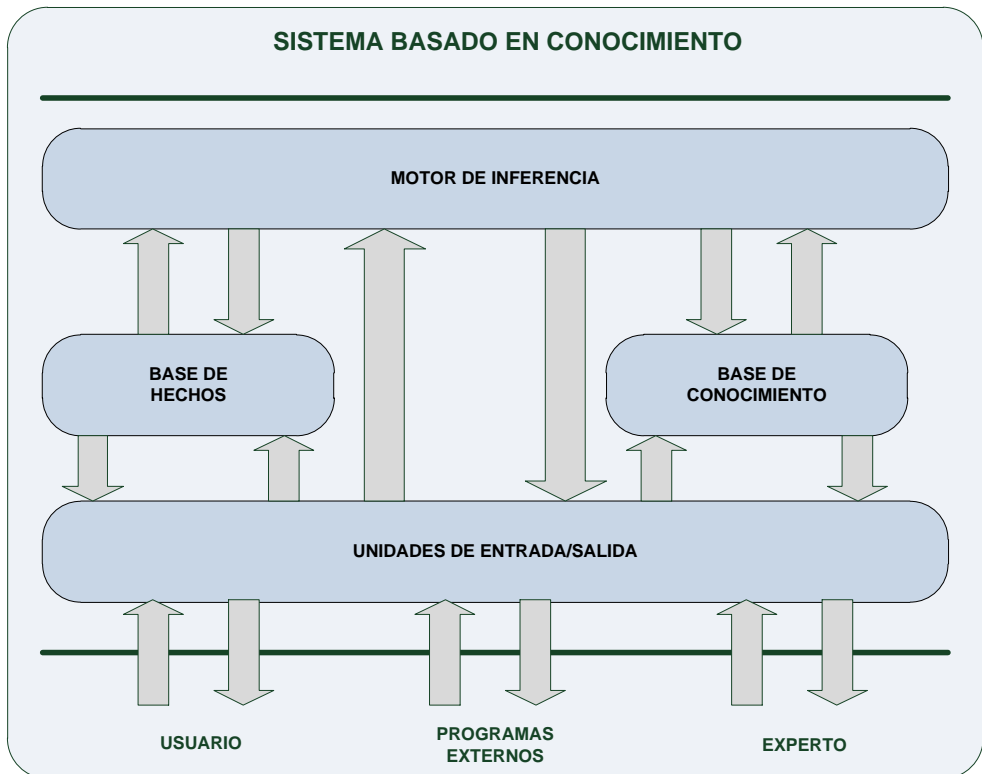 SISTEMA BASADO EN CONOCIMIENTO
MOTOR DE INFERENCIA
BASE DE
HECHOS
BASE DE
CONOCIMIENTO
UNIDADES DE ENTRADA/SALIDA
USUARIO
PROGRAMAS
EXTERNOS
EXPERTO